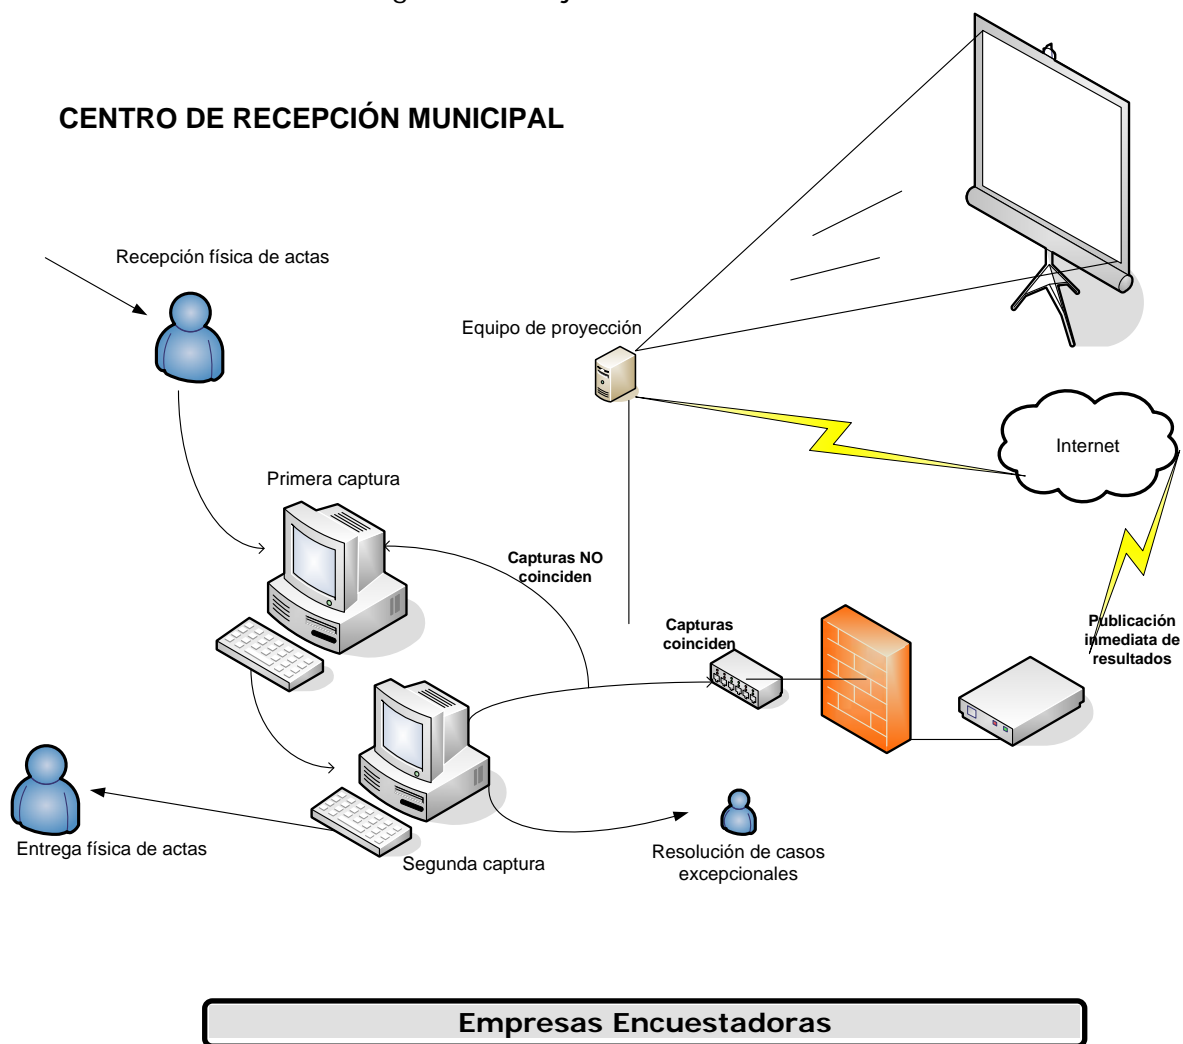 CENTRO DE RECEPCIÓN MUNICIPAL
Recepción física de actas
Equipo de proyección
Internet
Primera captura
Capturas NO
coinciden
Capturas
coinciden
Publicación
inmediata de
resultados
Entrega física de actas
Segunda captura
Resolución de casos
excepcionales
Empresas Encuestadoras